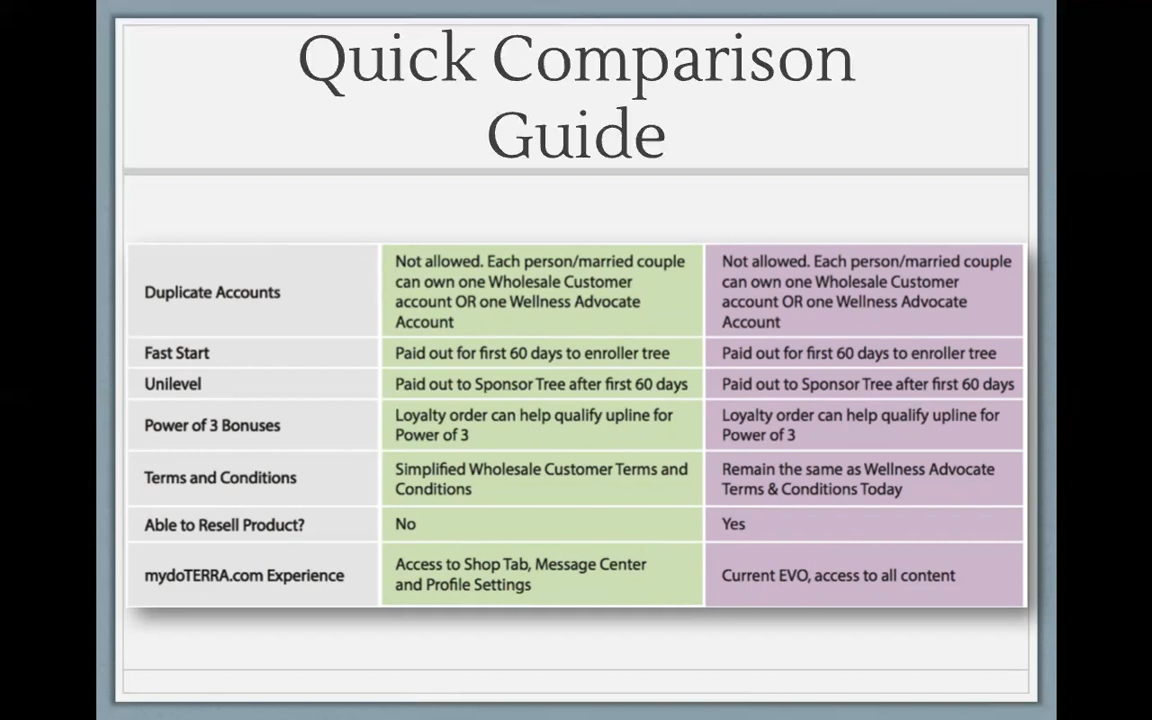 Quick Comparison
Guide
Duplicate Accounts
Not allowed. Each person/married couple
can own one Wholesale Customer
account OR one Wellness Advocate
Account
Not allowed. Each person/married couple
can own one Wholesale Customer
account OR one Wellness Advocate
Account
Fast Start
Paid out for first 60 days to enroller tree
Paid out for first 60 days to enroller tree
Unilevel
Paid out to Sponsor Tree after first 60 days
Paid out to Sponsor Tree after first 60 days
Power of 3 Bonuses
Loyalty order can help qualify upline for
Power of 3
Loyalty order can help qualify upline for
Power of 3
Terms and Conditions
Simplified Wholesale Customer Terms and
Conditions
Remain the same as Wellness Advocate
Terms & Conditions Today
Able to Resell Product?
No
Yes
mydoTERRA.com Experience
Access to Shop Tab, Message Center
and Profile Settings
Current EVO, access to all content